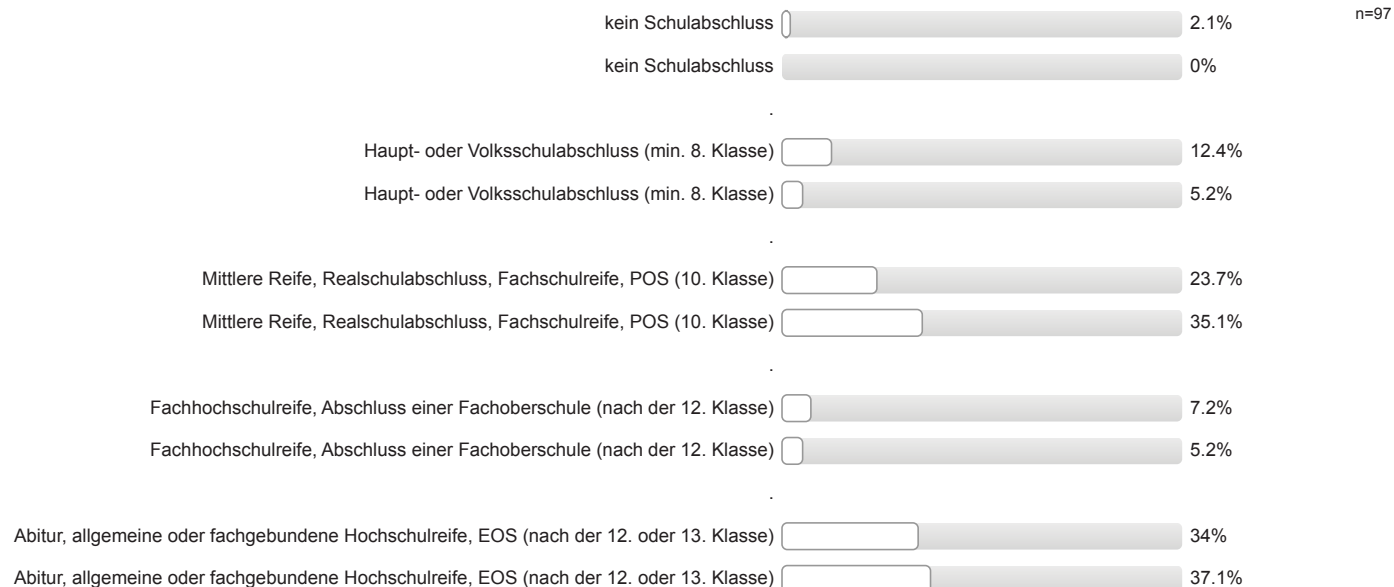 kein Schulabschluss 2.1% n=97
kein Schulabschluss 0%
.
Haupt- oder Volksschulabschluss (min. 8. Klasse) 12.4%
Haupt- oder Volksschulabschluss (min. 8. Klasse) 5.2%
.
Mittlere Reife, Realschulabschluss, Fachschulreife, POS (10. Klasse) 23.7%
Mittlere Reife, Realschulabschluss, Fachschulreife, POS (10. Klasse) 35.1%
.
Fachhochschulreife, Abschluss einer Fachoberschule (nach der 12. Klasse) 7.2%
Fachhochschulreife, Abschluss einer Fachoberschule (nach der 12. Klasse) 5.2%
.
Abitur, allgemeine oder fachgebundene Hochschulreife, EOS (nach der 12. oder 13. Klasse) 34%
Abitur, allgemeine oder fachgebundene Hochschulreife, EOS (nach der 12. oder 13. Klasse) 37.1%